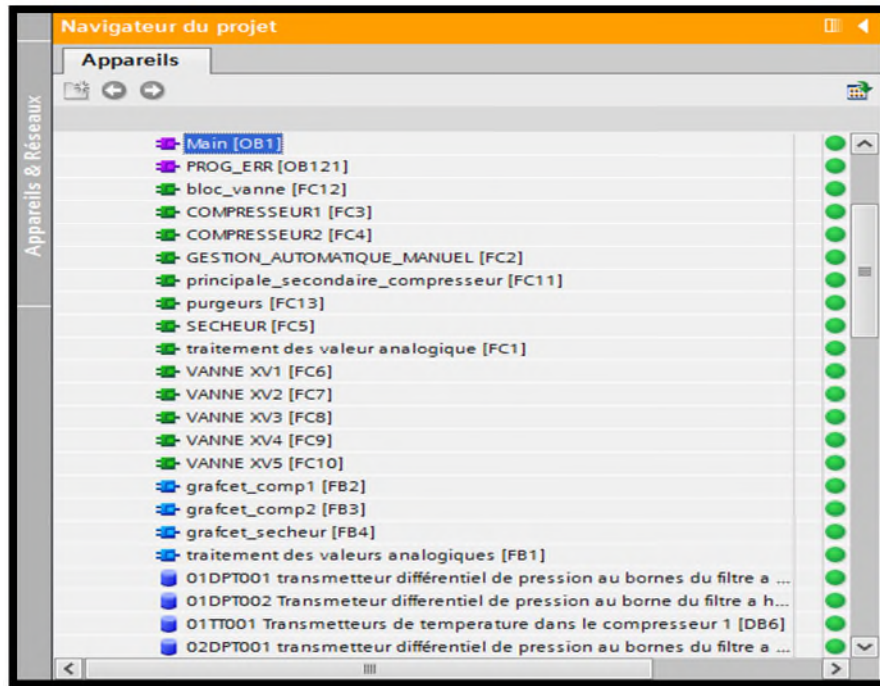 Navigateur du projet
Appareils
Appareils & Réseaux
Main [OB1]
PROG_ERR [OB121]
bloc_vanne [FC12]
COMPRESSEUR1 [FC3]
COMPRESSEUR2 [FC4]
GESTION_AUTOMATIQUE_MANUEL [FC2]
principale_secondaire_compresseur [FC11]
purgeurs [FC13]
SECHEUR [FC5]
traitement des valeur analogique [FC1]
VANNE XV1 [FC6]
VANNE XV2 [FC7]
VANNE XV3 [FC8]
VANNE XV4 [FC9]
VANNE XV5 [FC10]
grafcet_comp1 [FB2]
grafcet_comp2 [FB3]
grafcet_secheur [FB4]
traitement des valeurs analogiques [FB1]
01DPT001 transmetteur différentiel de pression au bornes du filtre a ...
01DPT002 Transmeteur differentiel de pression au borne du filtre a h...
01TT001 Transmetteurs de temperature dans le compresseur 1 [DB6]
02DPT001 transmetteur différentiel de pression au bornes du filtre a ...